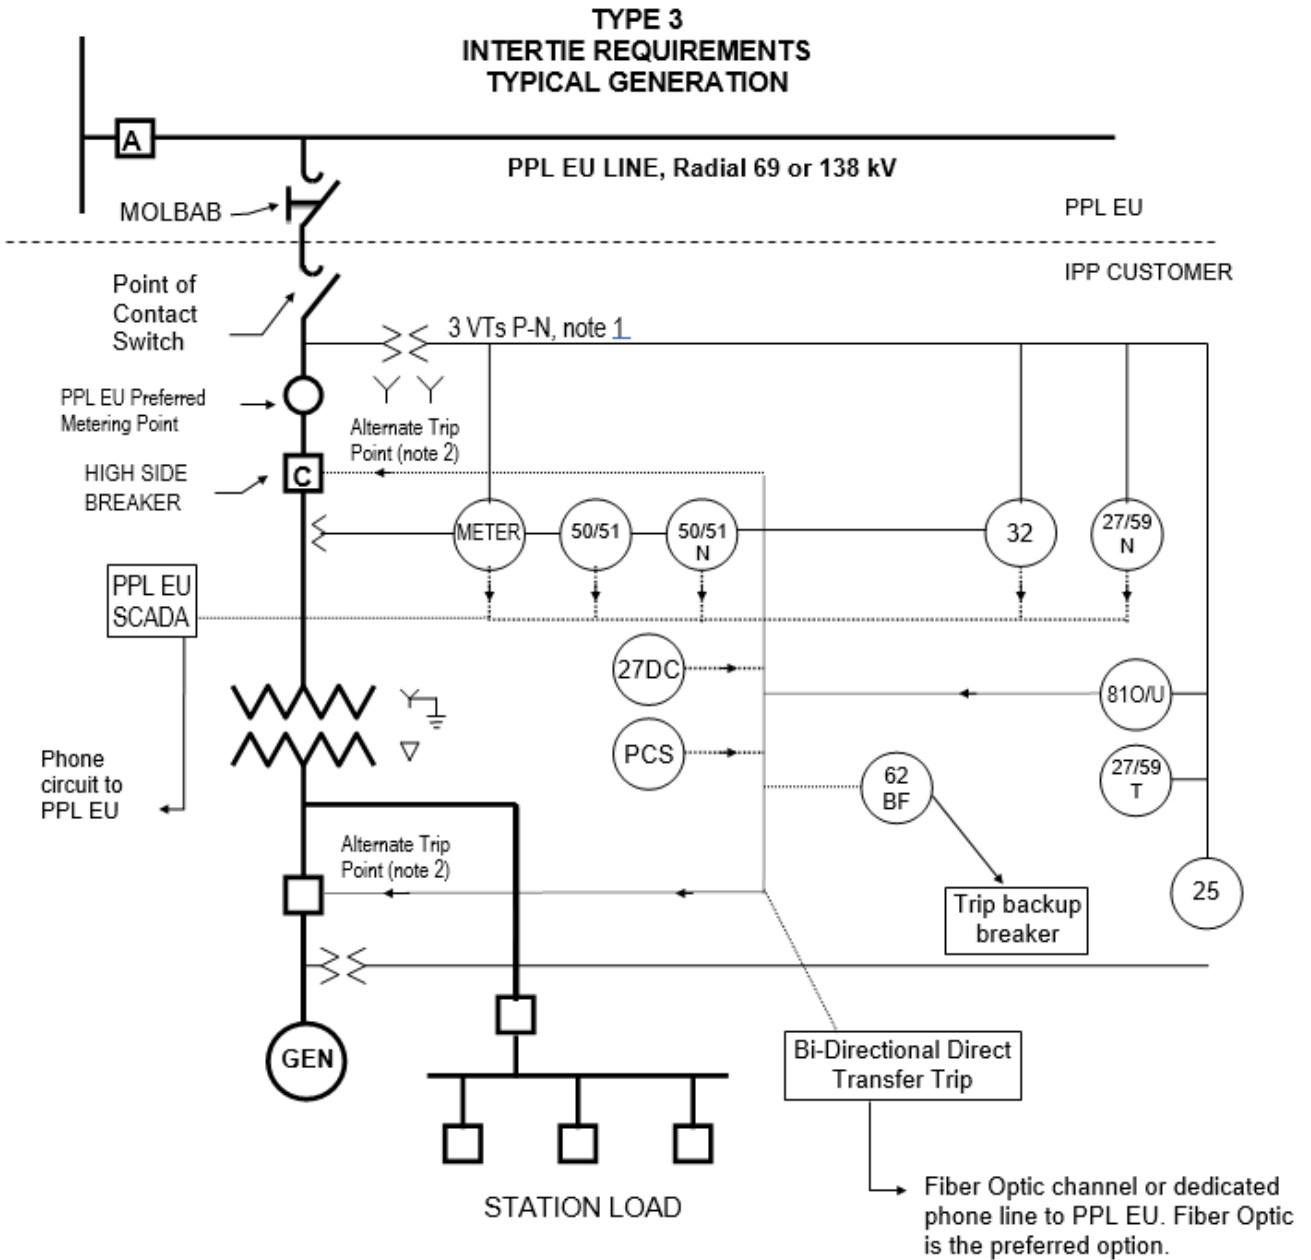 TYPE 3
INTERTIE REQUIREMENTS
TYPICAL GENERATION
A
PPL EU LINE, Radial 69 or 138 kV
MOLBAB
PPL EU
IPP CUSTOMER
Point of
Contact
Switch
3 VTs P-N, note 1
PPL EU Preferred
Metering Point
Alternate Trip
Point (note 2)
HIGH SIDE
BREAKER
C
METER
50/51
50/51
N
32
27/59
N
PPL EU
SCADA
27DC
81O/U
PCS
Phone
circuit to
PPL EU
62
BF
27/59
T
Alternate Trip
Point (note 2)
Trip backup
breaker
25
GEN
Bi-Directional Direct
Transfer Trip
STATION LOAD
Fiber Optic channel or dedicated
phone line to PPL EU. Fiber Optic
is the preferred option.